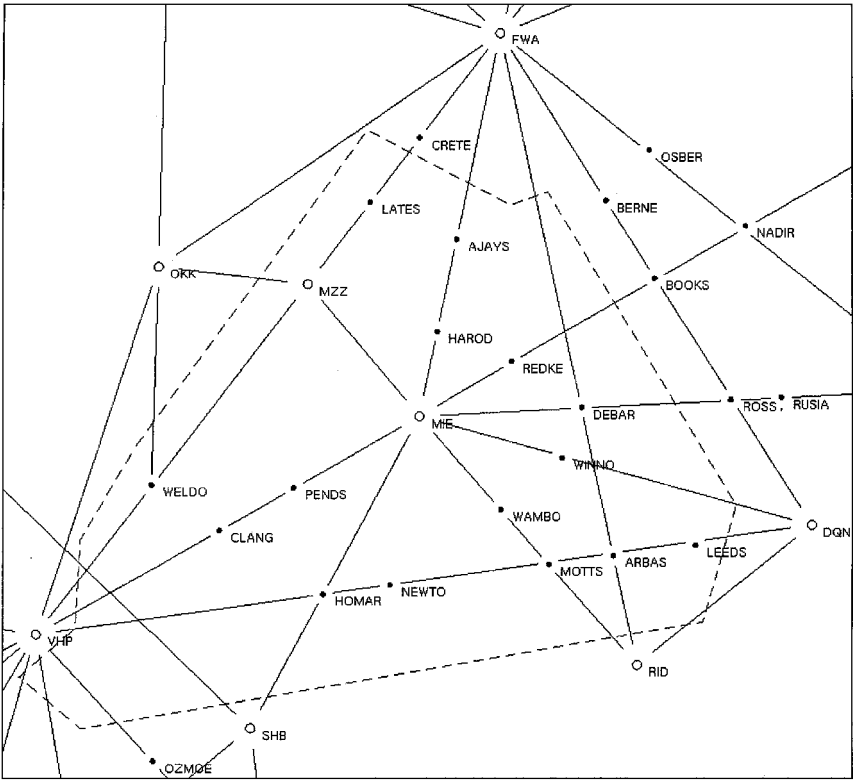 FWA
CRETE
OSBER
LATES
BERNE
NADIR
AJAYS
OKK
MZZ
BOOKS
HAROD
REDKE
MIE
DEBAR
ROSS,
RUSIA
WINNO
WELDO
PENDS
WAMBO
CLANG
DQN
LEEDS
ARBAS
MOTTS
NEWTO
HOMAR
VHP
RID
SHB
OZMOE